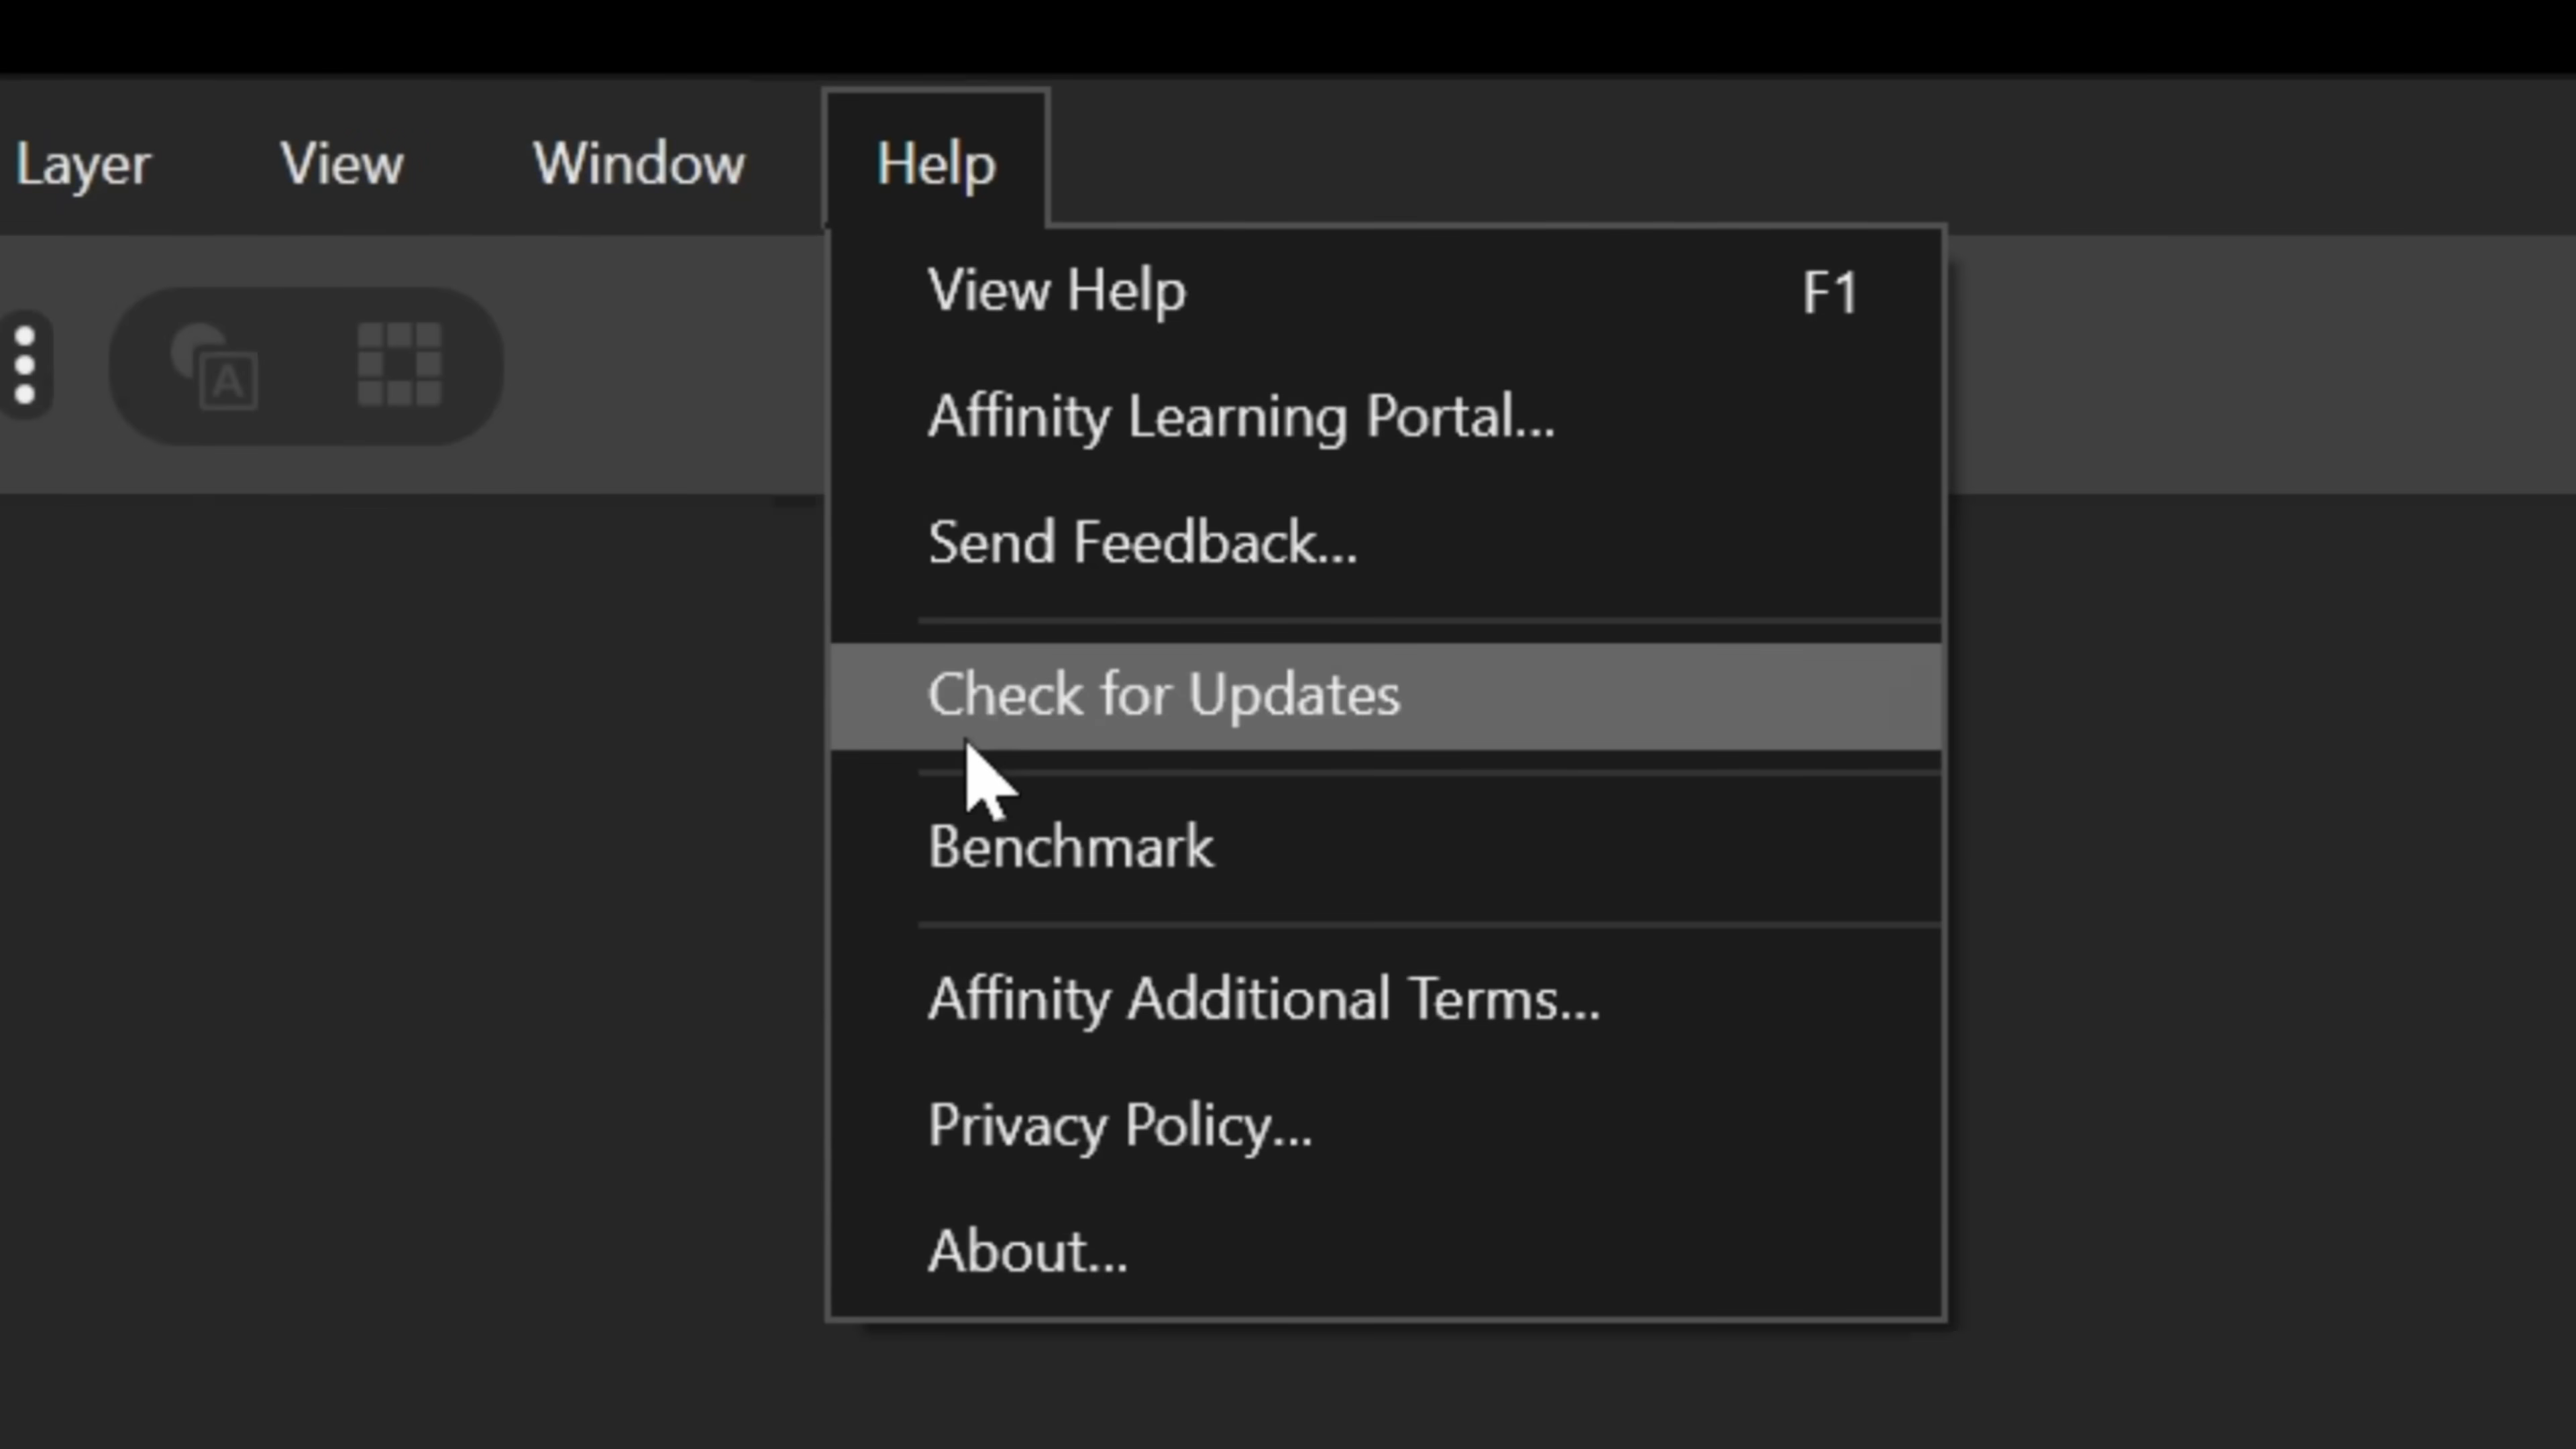 Layer View Window Help
View Help F1
Affinity Learning Portal...
Send Feedback...
Check for Updates
Benchmark
Affinity Additional Terms...
Privacy Policy...
About...
A